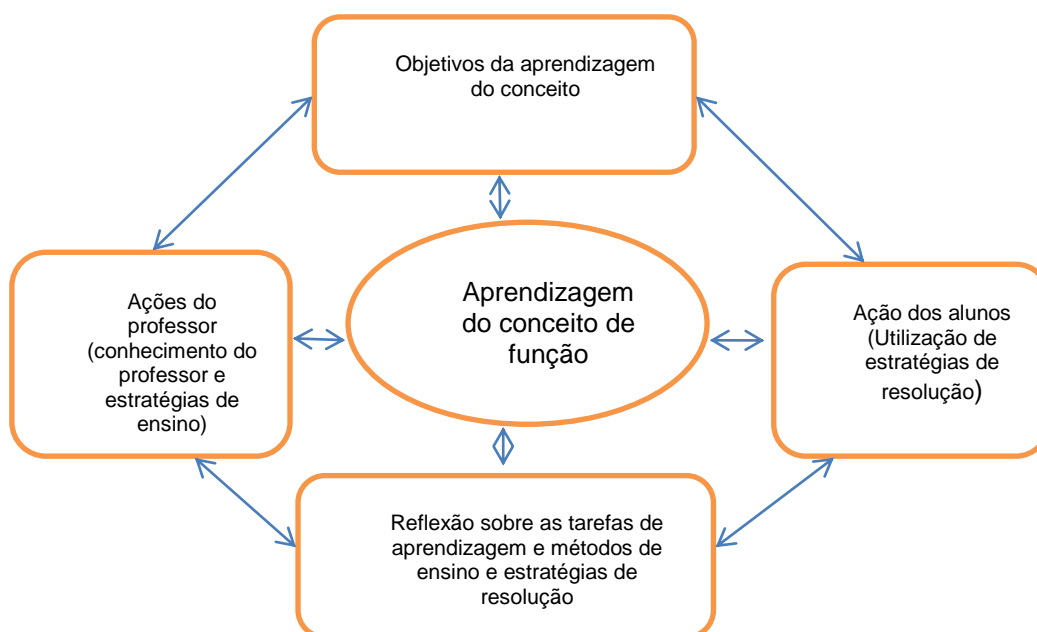 Objetivos da aprendizagem
do conceito
Ações do
professor
(conhecimento do
professor e
estratégias de
ensino)
Aprendizagem
do conceito de
função
Ação dos alunos
(Utilização de
estratégias de
resolução)
Reflexão sobre as tarefas de
aprendizagem e métodos de
ensino e estratégias de
resolução